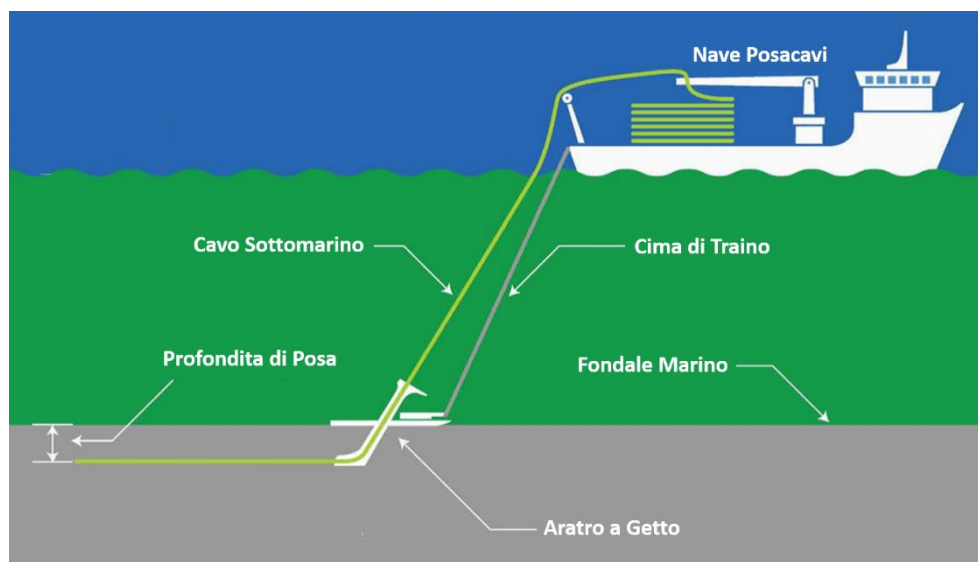 Nave Posacavi
Cavo Sottomarino
Cima di Traino
Profondita di Posa
Fondale Marino
Aratro a Getto